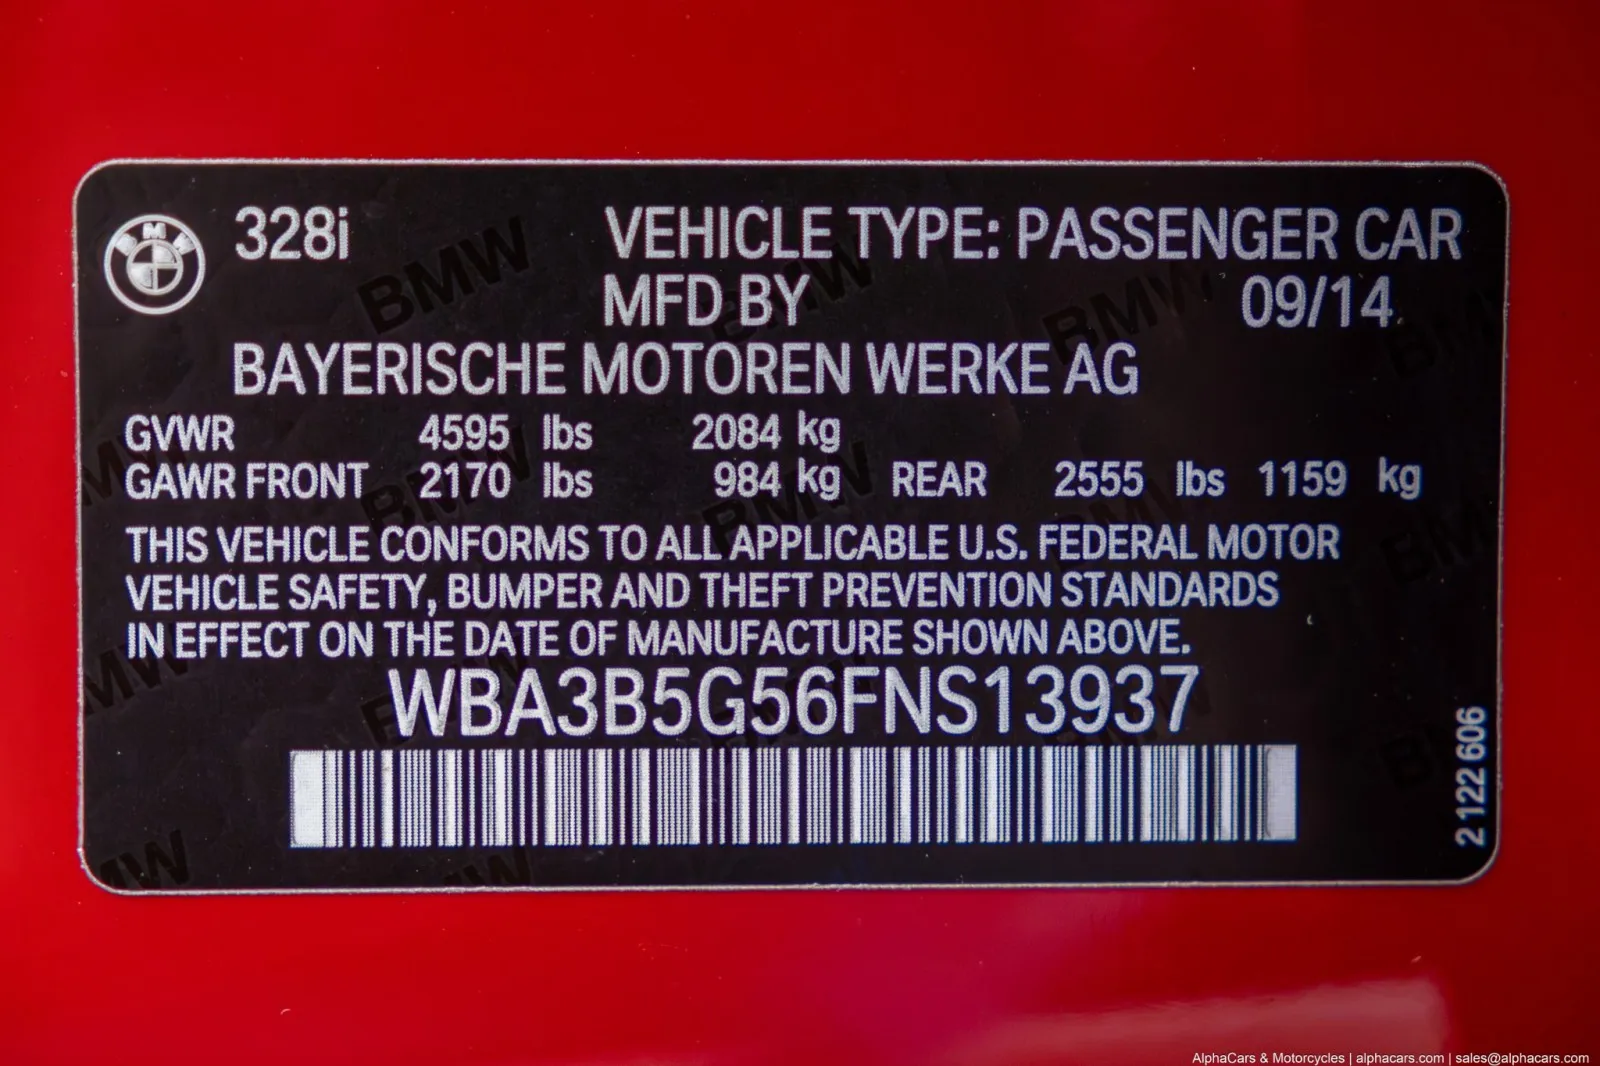 BMW 328i VEHICLE TYPE: PASSENGER CAR
MFD BY 09/14
BAYERISCHE MOTOREN WERKE AG
GVWR 4595 lbs 2084 kg
GAWR FRONT 2170 lbs 984 kg REAR 2555 lbs 1159 kg
THIS VEHICLE CONFORMS TO ALL APPLICABLE U.S. FEDERAL MOTOR
VEHICLE SAFETY, BUMPER AND THEFT PREVENTION STANDARDS
IN EFFECT ON THE DATE OF MANUFACTURE SHOWN ABOVE.
WBA3B5G56FNS13937
2 122 606
AlphaCars & Motorcycles | alphacars.com | sales@alphacars.com